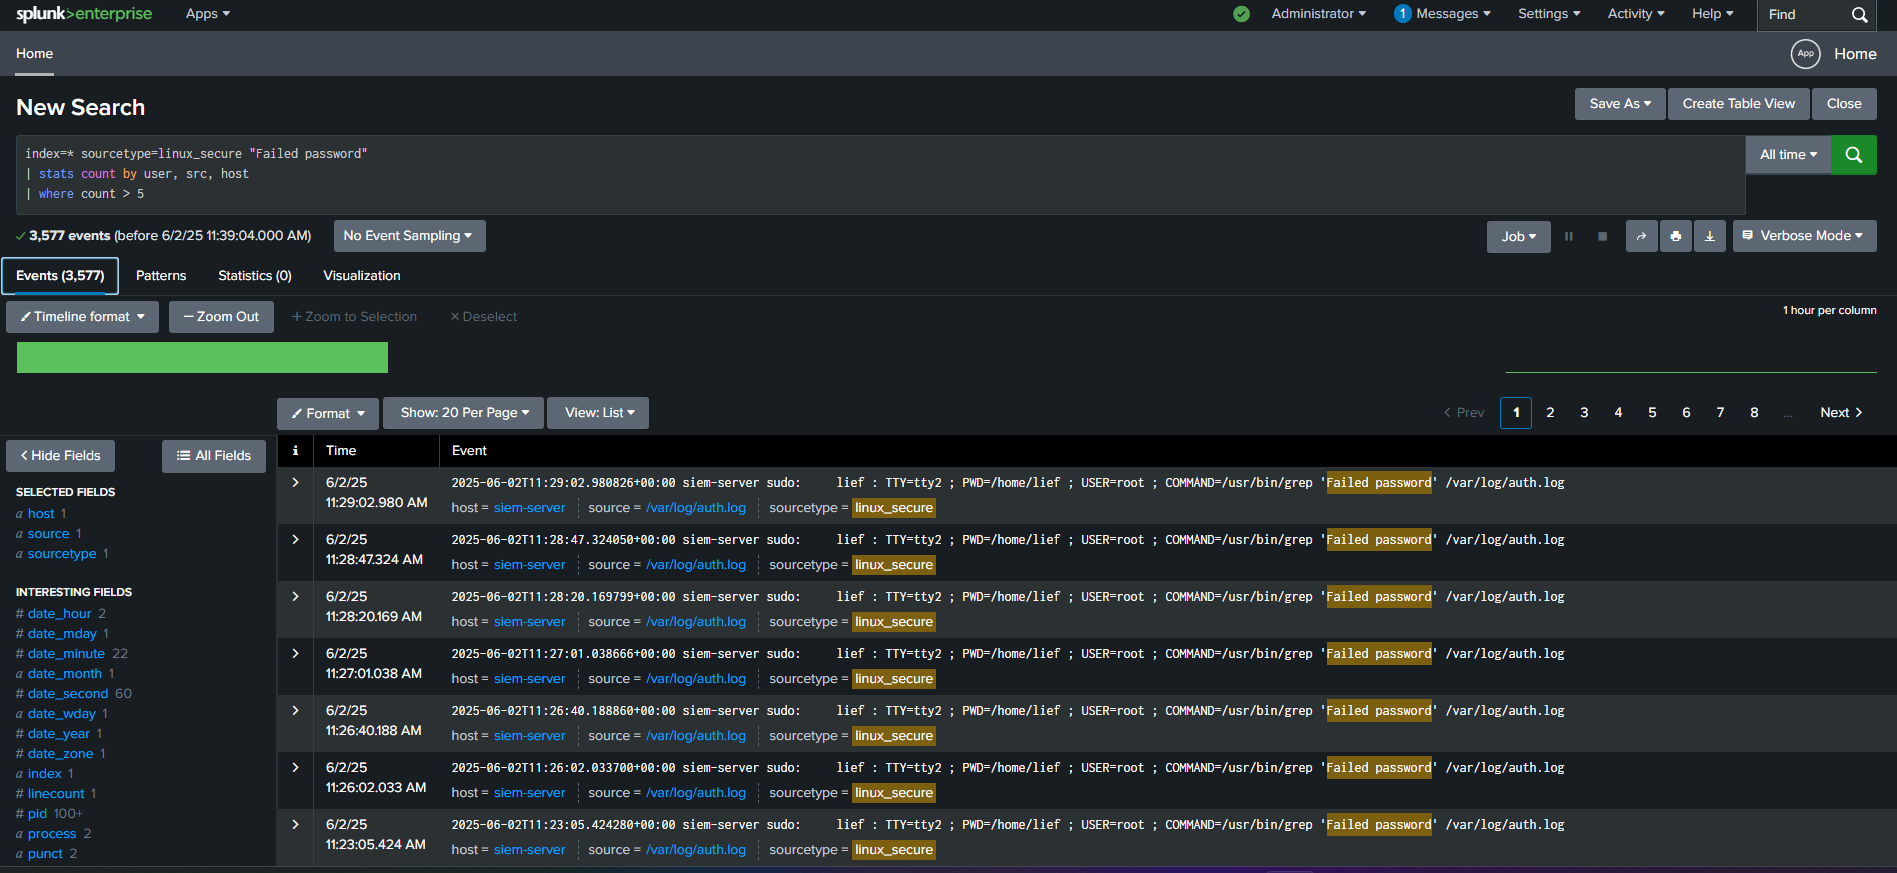 splunk>enterprise Apps Administrator 1 Messages Settings Activity Help Find
Home App Home
New Search Save As Create Table View Close
index=* sourcetype=linux_secure "Failed password" All time
| stats count by user, src, host
| where count > 5
3,577 events (before 6/2/25 11:39:04.000 AM) No Event Sampling Job Verbose Mode
Events (3,577) Patterns Statistics (0) Visualization
Timeline format — Zoom Out + Zoom to Selection × Deselect 1 hour per column
Format Show: 20 Per Page View: List < Prev 1 2 3 4 5 6 7 8 ... Next >
< Hide Fields All Fields i Time Event
SELECTED FIELDS
a host 1
a source 1
a sourcetype 1
INTERESTING FIELDS
# date_hour 2
# date_mday 1
# date_minute 22
a date_month 1
# date_second 60
a date_wday 1
# date_year 1
# date_zone 1
a index 1
# linecount 1
# pid 100+
a process 2
a punct 2
> 6/2/25 2025-06-02T11:29:02.980826+00:00 siem-server sudo: lief : TTY=tty2 ; PWD=/home/lief ; USER=root ; COMMAND=/usr/bin/grep 'Failed password' /var/log/auth.log
11:29:02.980 AM host = siem-server source = /var/log/auth.log sourcetype = linux_secure
> 6/2/25 2025-06-02T11:28:47.324050+00:00 siem-server sudo: lief : TTY=tty2 ; PWD=/home/lief ; USER=root ; COMMAND=/usr/bin/grep 'Failed password' /var/log/auth.log
11:28:47.324 AM host = siem-server source = /var/log/auth.log sourcetype = linux_secure
> 6/2/25 2025-06-02T11:28:20.169799+00:00 siem-server sudo: lief : TTY=tty2 ; PWD=/home/lief ; USER=root ; COMMAND=/usr/bin/grep 'Failed password' /var/log/auth.log
11:28:20.169 AM host = siem-server source = /var/log/auth.log sourcetype = linux_secure
> 6/2/25 2025-06-02T11:27:01.038666+00:00 siem-server sudo: lief : TTY=tty2 ; PWD=/home/lief ; USER=root ; COMMAND=/usr/bin/grep 'Failed password' /var/log/auth.log
11:27:01.038 AM host = siem-server source = /var/log/auth.log sourcetype = linux_secure
> 6/2/25 2025-06-02T11:26:40.188860+00:00 siem-server sudo: lief : TTY=tty2 ; PWD=/home/lief ; USER=root ; COMMAND=/usr/bin/grep 'Failed password' /var/log/auth.log
11:26:40.188 AM host = siem-server source = /var/log/auth.log sourcetype = linux_secure
> 6/2/25 2025-06-02T11:26:02.033700+00:00 siem-server sudo: lief : TTY=tty2 ; PWD=/home/lief ; USER=root ; COMMAND=/usr/bin/grep 'Failed password' /var/log/auth.log
11:26:02.033 AM host = siem-server source = /var/log/auth.log sourcetype = linux_secure
> 6/2/25 2025-06-02T11:23:05.424280+00:00 siem-server sudo: lief : TTY=tty2 ; PWD=/home/lief ; USER=root ; COMMAND=/usr/bin/grep 'Failed password' /var/log/auth.log
11:23:05.424 AM host = siem-server source = /var/log/auth.log sourcetype = linux_secure